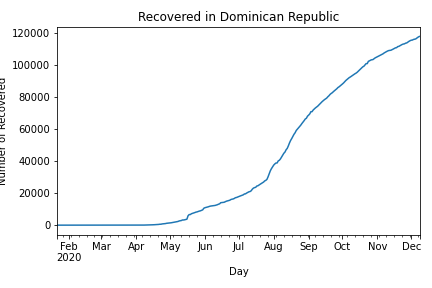 Recovered in Dominican Republic
Number of Recovered
120000
100000
80000
60000
40000
20000
0
Feb Mar Apr May Jun Jul Aug Sep Oct Nov Dec
2020
Day